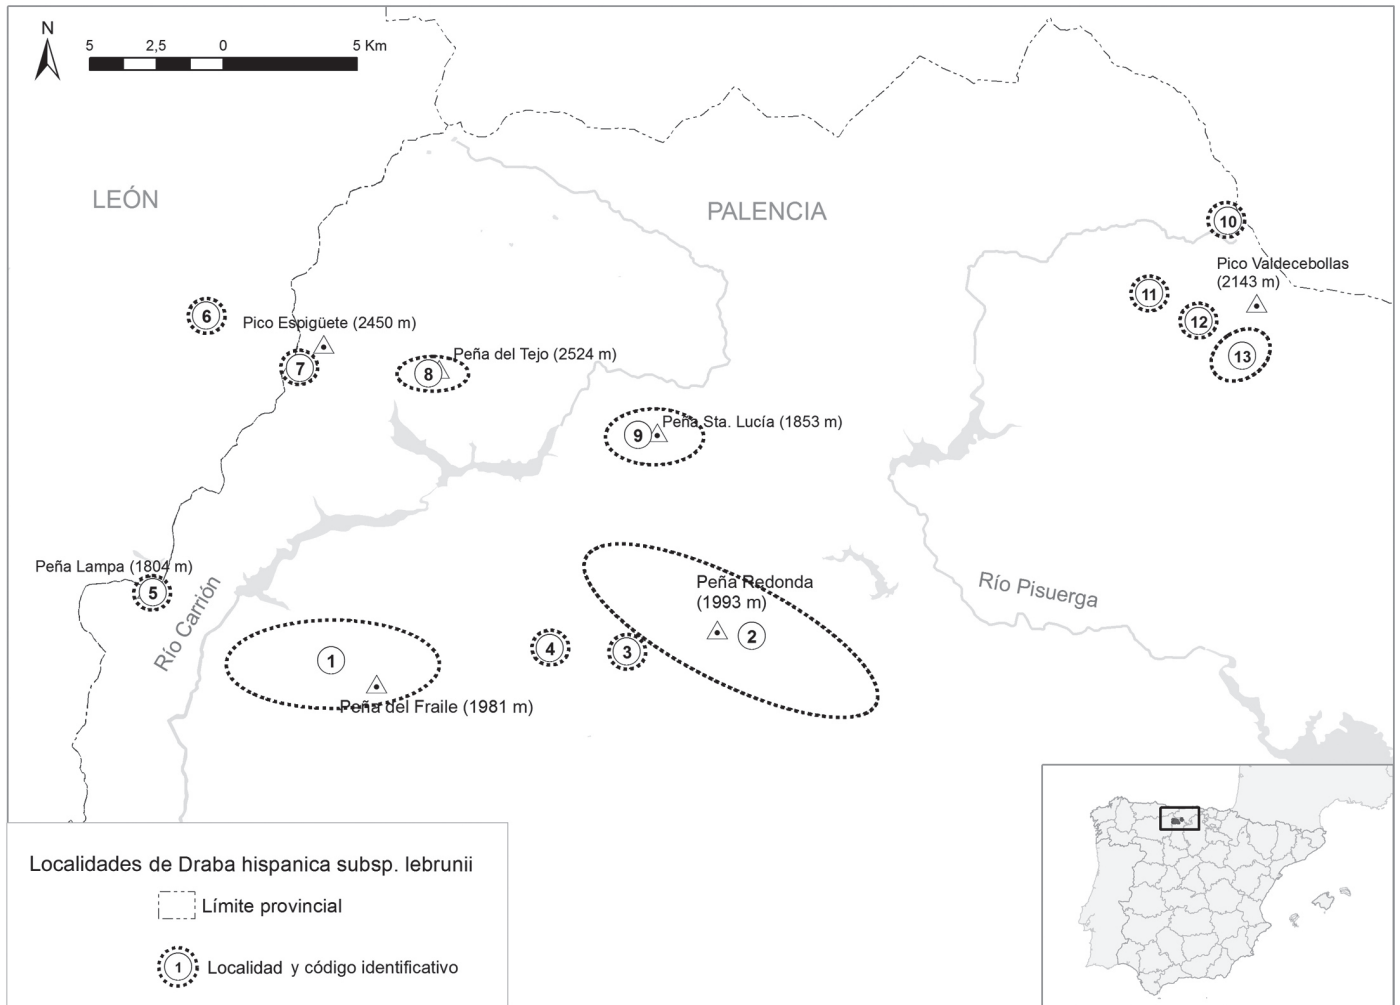 N
5 2,5 0 5 Km
LEÓN
PALENCIA
10
Pico Valdecebollas
(2143 m)
11
12
13
6
Pico Espigüete (2450 m)
7
Peña del Tejo (2524 m)
8
Peña Sta. Lucía (1853 m)
9
Peña Lampa (1804 m)
5
Río Carrión
Peña Redonda
(1993 m)
2
Río Pisuerga
4
3
1
Peña del Fraile (1981 m)
Localidades de Draba hispanica subsp. lebrunii
Límite provincial
1 Localidad y código identificativo